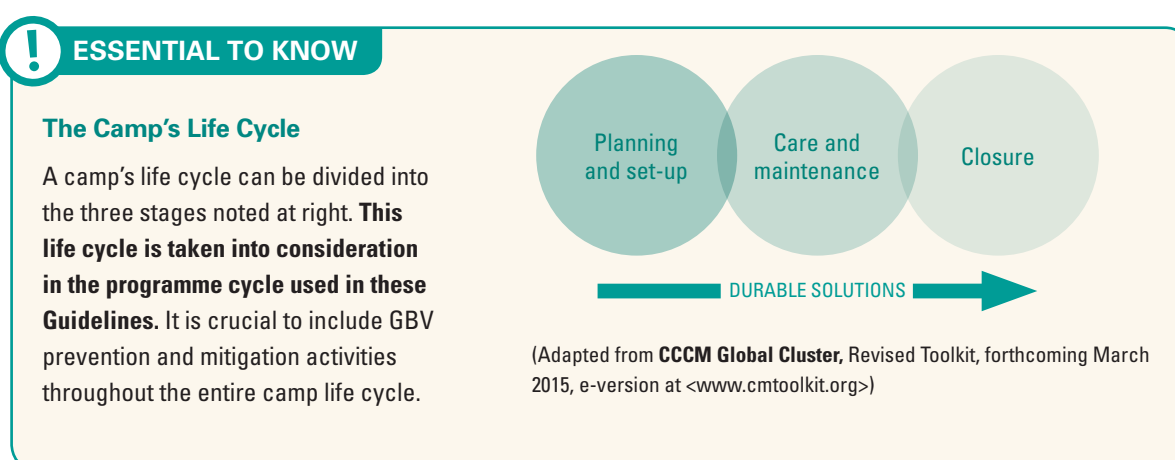 !
ESSENTIAL TO KNOW
The Camp's Life Cycle
A camp's life cycle can be divided into
the three stages noted at right. This
life cycle is taken into consideration
in the programme cycle used in these
Guidelines. It is crucial to include GBV
prevention and mitigation activities
throughout the entire camp life cycle.
Planning
and set-up
Care and
maintenance
Closure
DURABLE SOLUTIONS
(Adapted from CCCM Global Cluster, Revised Toolkit, forthcoming March
2015, e-version at <www.cmtoolkit.org>)